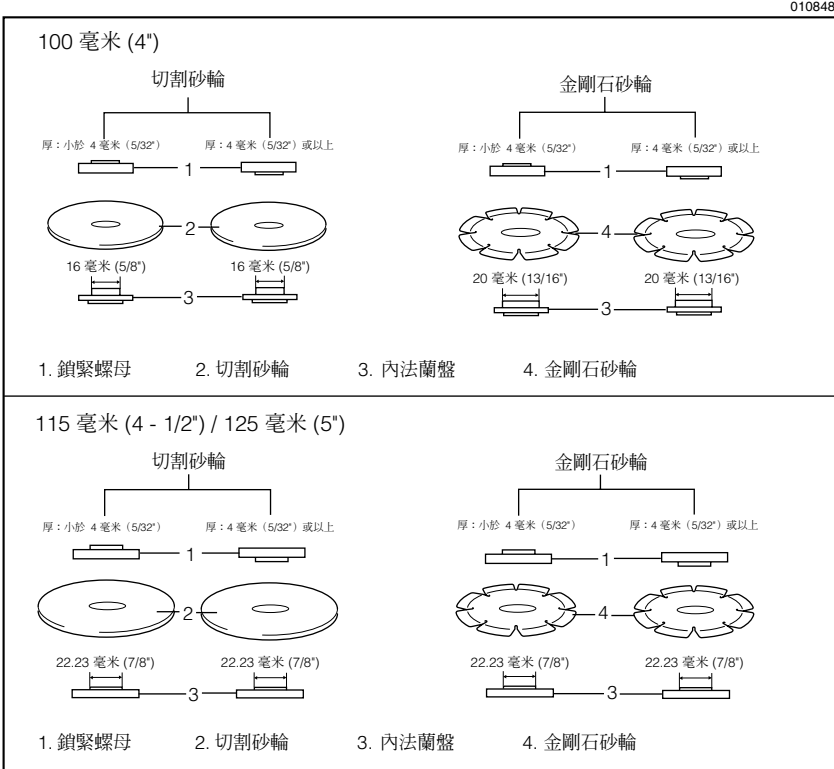 010848
100 毫米 (4")
切割砂輪
金剛石砂輪
厚：小於 4 毫米（5/32"）
厚：4 毫米（5/32"）或以上
厚：小於 4 毫米（5/32"）
厚：4 毫米（5/32"）或以上
1
1
2
4
16 毫米 (5/8")
16 毫米 (5/8")
20 毫米 (13/16")
20 毫米 (13/16")
3
3
1. 鎖緊螺母 2. 切割砂輪 3. 內法蘭盤 4. 金剛石砂輪
115 毫米 (4 - 1/2") / 125 毫米 (5")
切割砂輪
金剛石砂輪
厚：小於 4 毫米（5/32"）
厚：4 毫米（5/32"）或以上
厚：小於 4 毫米（5/32"）
厚：4 毫米（5/32"）或以上
1
1
2
4
22.23 毫米 (7/8")
22.23 毫米 (7/8")
22.23 毫米 (7/8")
22.23 毫米 (7/8")
3
3
1. 鎖緊螺母 2. 切割砂輪 3. 內法蘭盤 4. 金剛石砂輪